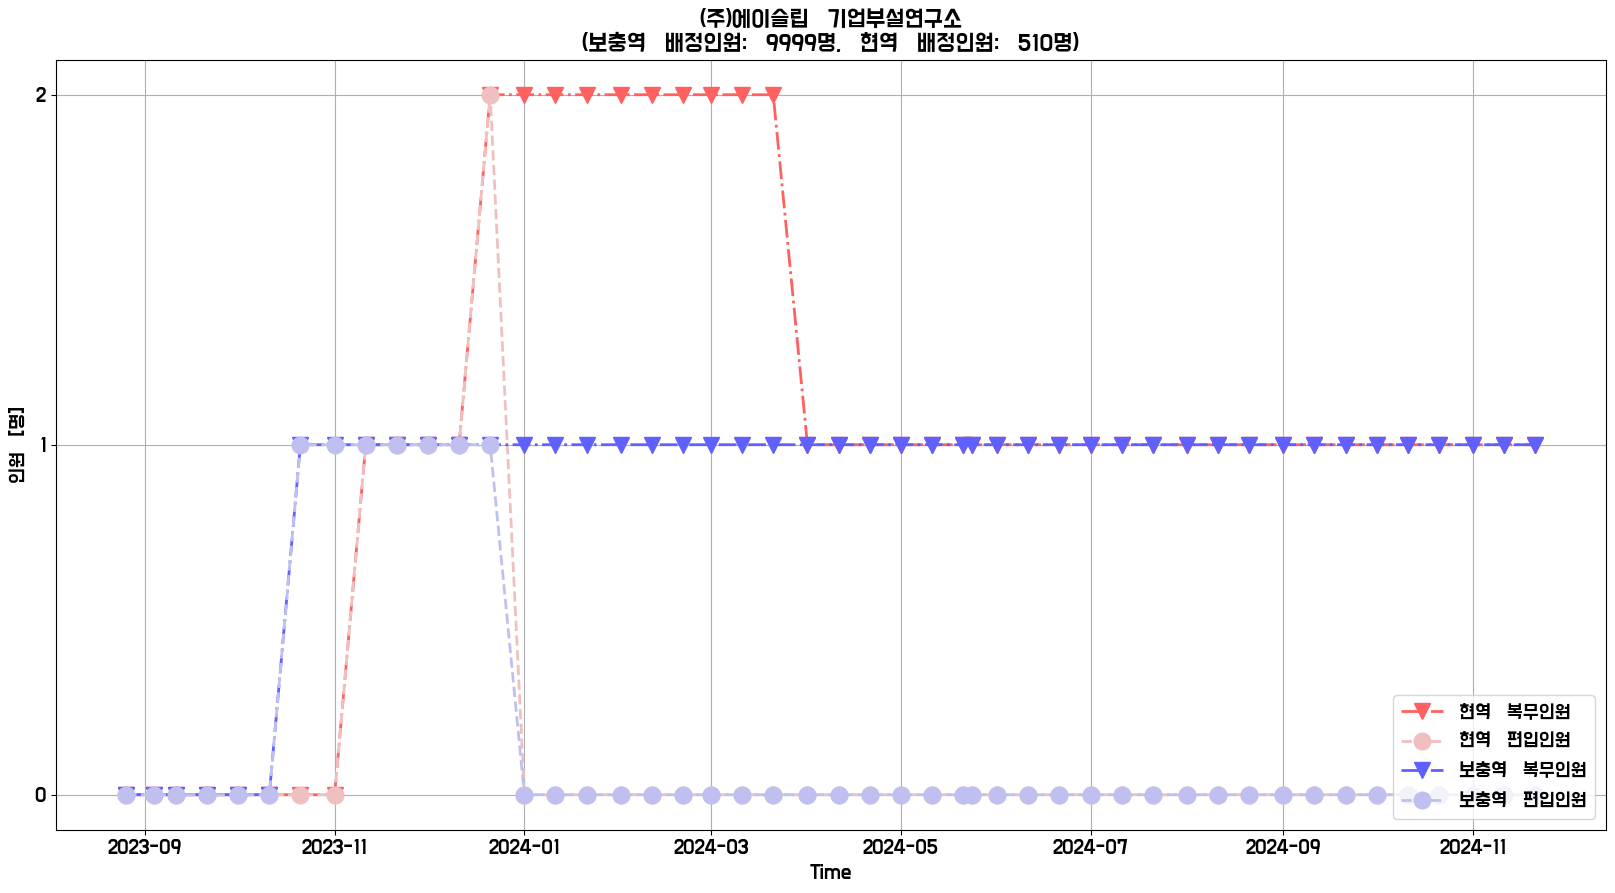 (주)에이슬립 기업부설연구소
(보충역 배정인원: 9999명, 현역 배정인원: 510명)
인원 [명]
2
1
0
2023-09
2023-11
2024-01
2024-03
2024-05
2024-07
2024-09
2024-11
Time
현역 복무인원
현역 편입인원
보충역 복무인원
보충역 편입인원